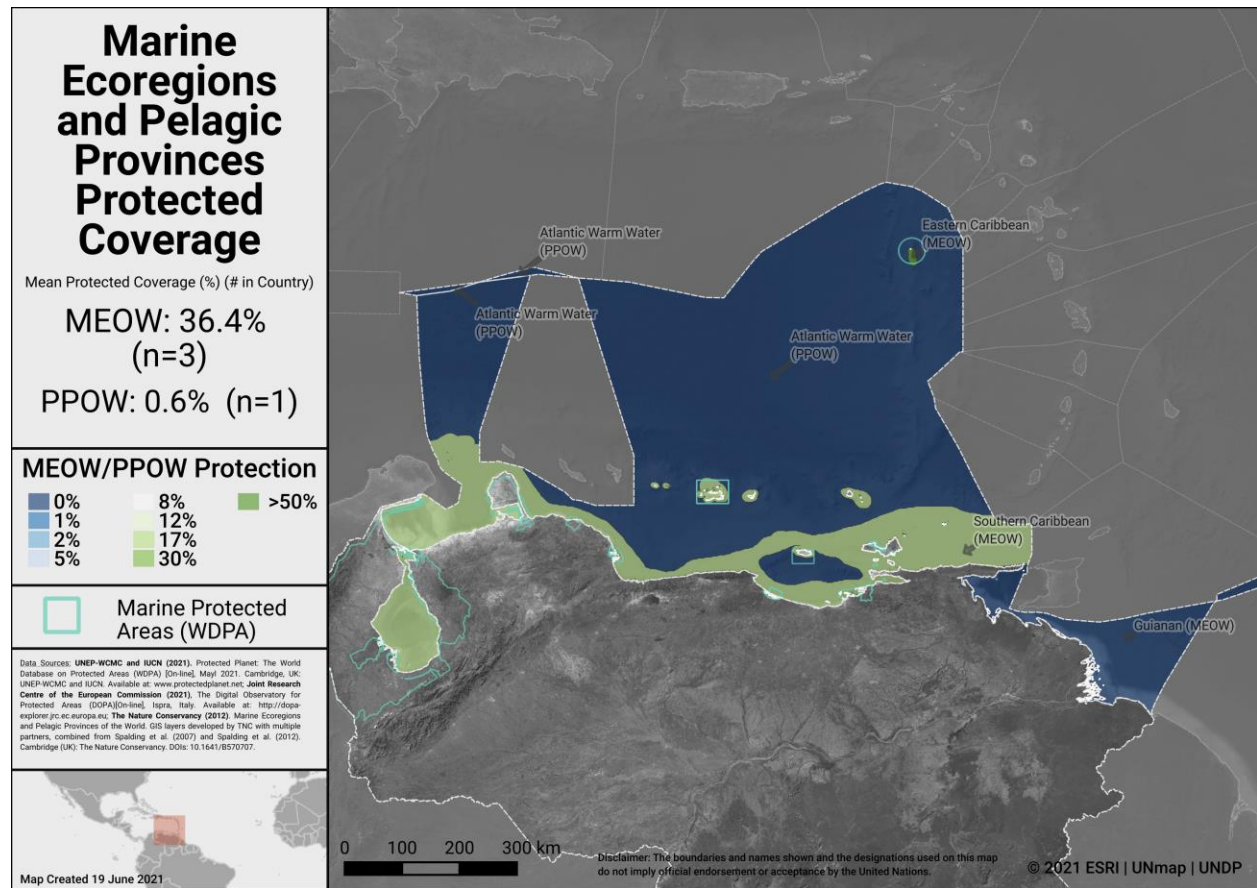 Marine
Ecoregions
and Pelagic
Provinces
Protected
Coverage
Mean Protected Coverage (%) (# in Country)
MEOW: 36.4%
(n=3)
PPOW: 0.6% (n=1)
MEOW/PPOW Protection
0%
1%
2%
5%
8%
12%
17%
30%
>50%
Marine Protected
Areas (WDPA)
Data Sources: UNEP-WCMC and IUCN (2021). Protected Planet: The World
Database on Protected Areas (WDPA) [On-line], Mayl 2021. Cambridge, UK:
UNEP-WCMC and IUCN. Available at: www.protectedplanet.net; Joint Research
Centre of the European Commission (2021), The Digital Observatory for
Protected Areas (DOPA)[On-line], Ispra, Italy. Available at: http://dopa-
explorer.jrc.ec.europa.eu; The Nature Conservancy (2012). Marine Ecoregions
and Pelagic Provinces of the World. GIS layers developed by TNC with multiple
partners, combined from Spalding et al. (2007) and Spalding et al. (2012).
Cambridge (UK): The Nature Conservancy. DOIs: 10.1641/B570707.
Map Created 19 June 2021
Eastern Caribbean
(MEOW)
Atlantic Warm Water
(PPOW)
Atlantic Warm Water
(PPOW)
Atlantic Warm Water
(PPOW)
Southern Caribbean
(MEOW)
Guianan (MEOW)
0 100 200 300 km
Disclaimer: The boundaries and names shown and the designations used on this map
do not imply official endorsement or acceptance by the United Nations.
© 2021 ESRI | UNmap | UNDP